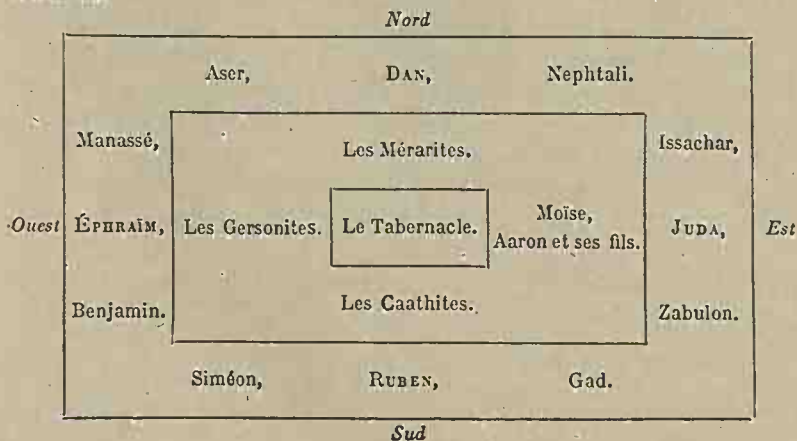 Nord
Aser, DAN, Nephtali.
Manassé, Les Mérarites. Issachar,
Ouest ÉPHRAÏM, Les Gersonites. Le Tabernacle. Moïse, Aaron et ses fils. JUDA, Est
Benjamin. Les Caathites. Zabulon.
Siméon, RUBEN, Gad.
Sud